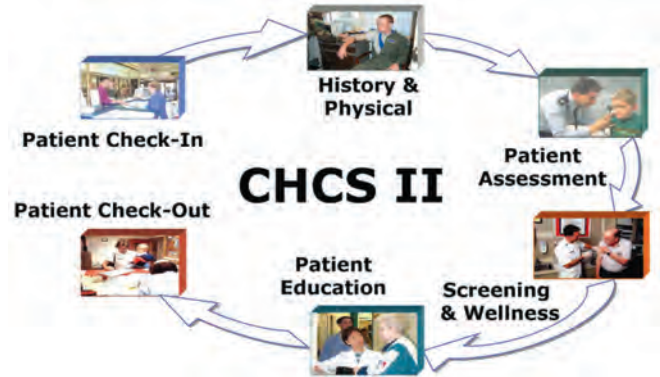 History &
Physical
Patient Check-In
Patient
Assessment
CHCS II
Patient Check-Out
Patient
Education
Screening
& Wellness